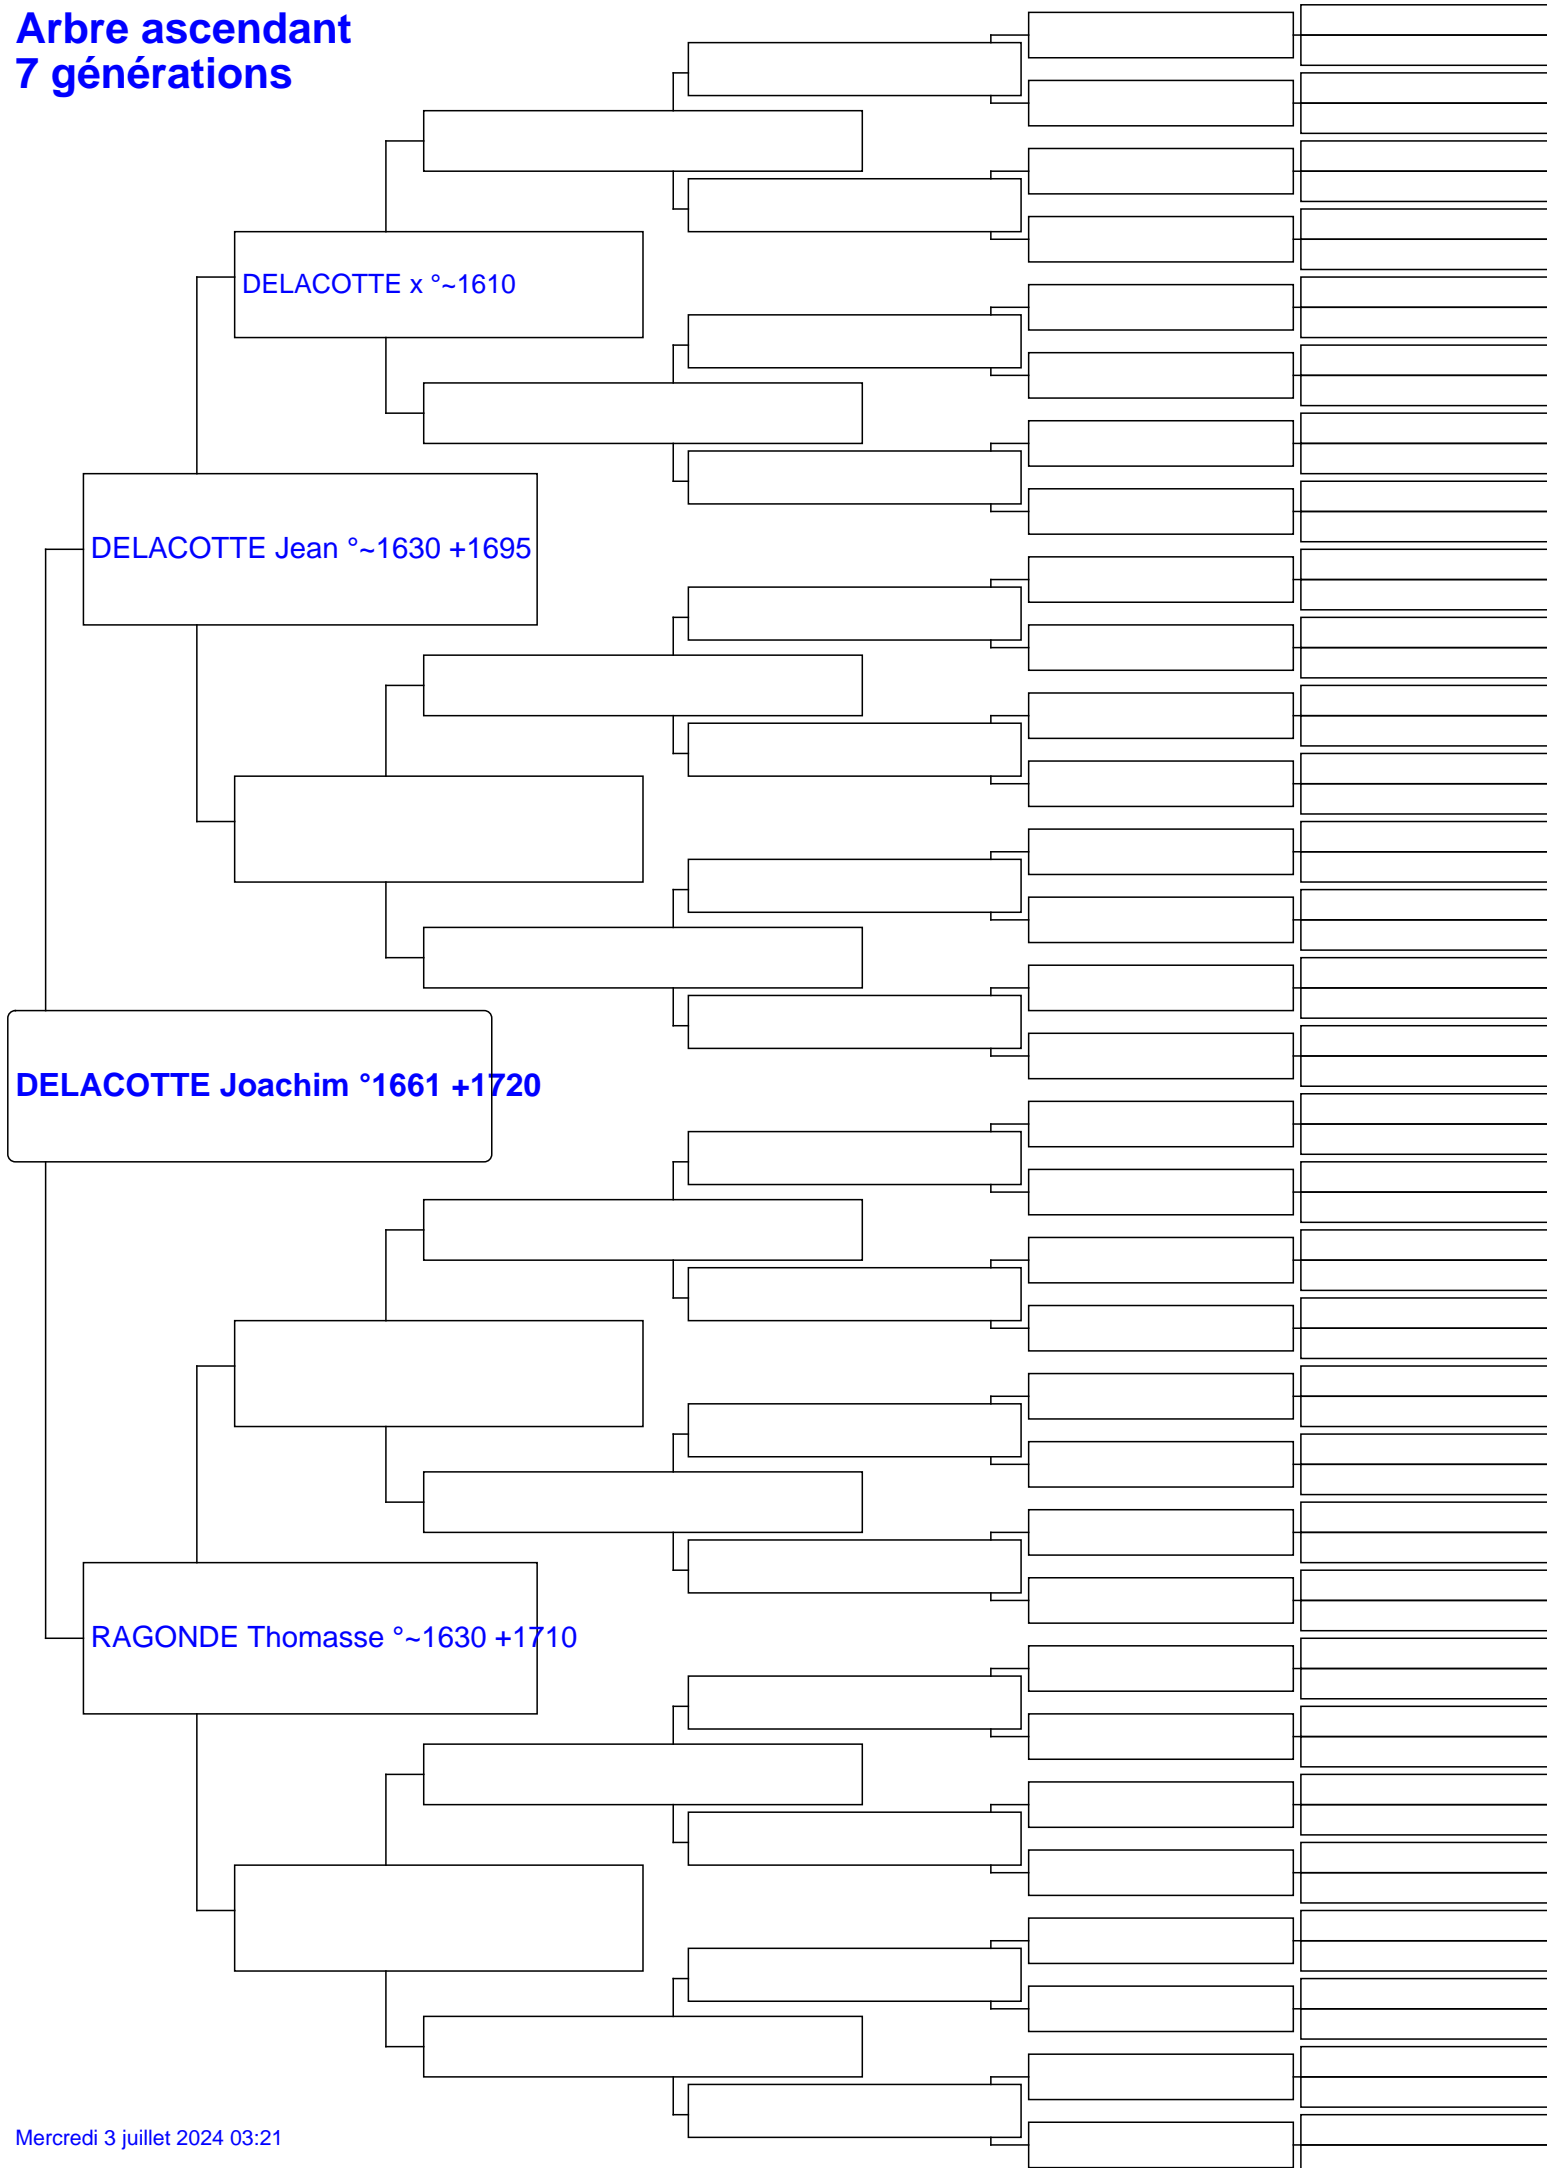 Arbre ascendant
7 générations
DELACOTTE x °~1610
DELACOTTE Jean °~1630 +1695
DELACOTTE Joachim °1661 +1720
RAGONDE Thomasse °~1630 +1710
Mercredi 3 juillet 2024 03:21